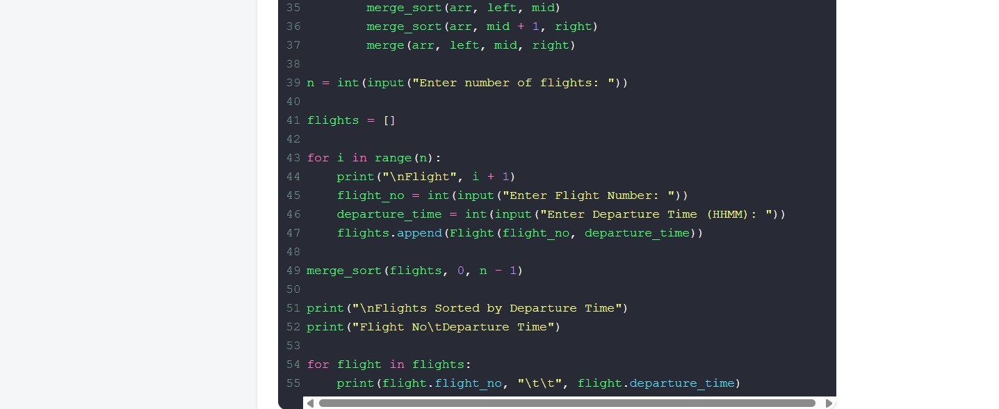 35         merge_sort(arr, left, mid)
36         merge_sort(arr, mid + 1, right)
37         merge(arr, left, mid, right)
38
39 n = int(input("Enter number of flights: "))
40
41 flights = []
42
43 for i in range(n):
44     print("\nFlight", i + 1)
45     flight_no = int(input("Enter Flight Number: "))
46     departure_time = int(input("Enter Departure Time (HHMM): "))
47     flights.append(Flight(flight_no, departure_time))
48
49 merge_sort(flights, 0, n - 1)
50
51 print("\nFlights Sorted by Departure Time")
52 print("Flight No\tDeparture Time")
53
54 for flight in flights:
55     print(flight.flight_no, "\t\t", flight.departure_time)